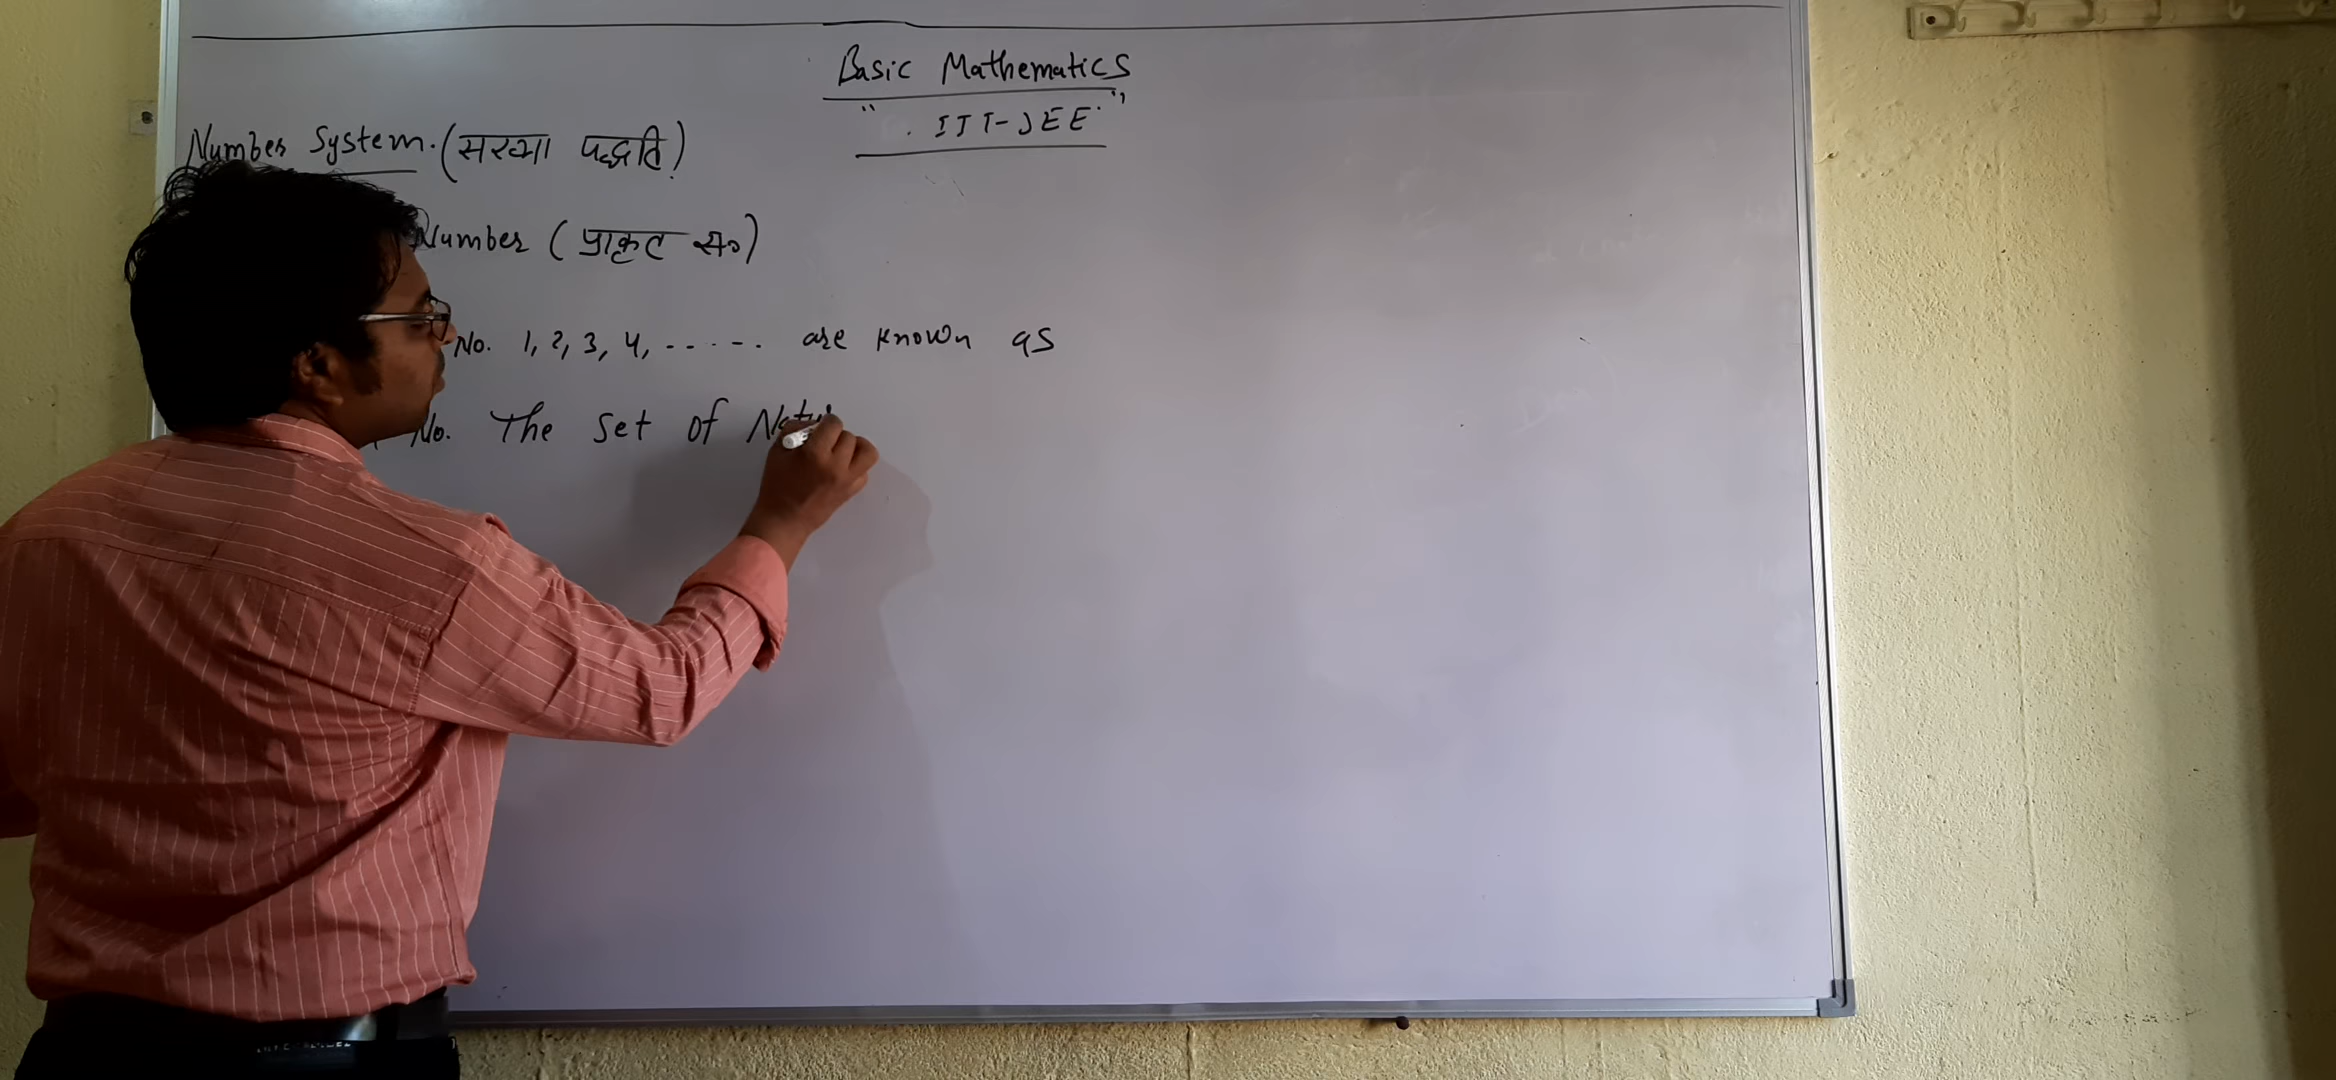 Basic Mathematics
" IIT-JEE "
Number System. (संख्या पद्धति)
Number (प्राकृत सं०)
No. 1, 2, 3, 4, ------ are known as
No. The set of Natu